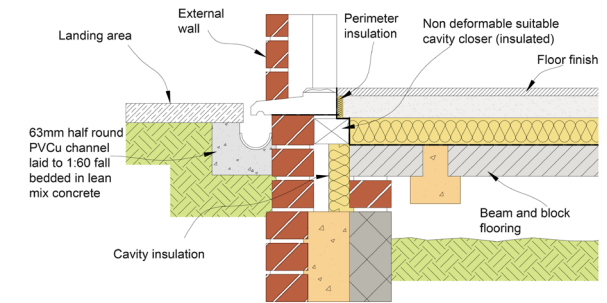 External
wall
Perimeter
insulation
Non deformable suitable
cavity closer (insulated)
Landing area
Floor finish
63mm half round
PVCu channel
laid to 1:60 fall
bedded in lean
mix concrete
Cavity insulation
Beam and block
flooring